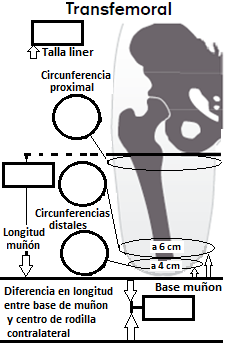 Transfemoral
Talla liner
Circunferencia
proximal
Longitud
muñón
Circunferencias
distales
a 6 cm
a 4 cm
Base muñon
Diferencia en longitud
entre base de muñon
y centro de rodilla
contralateral